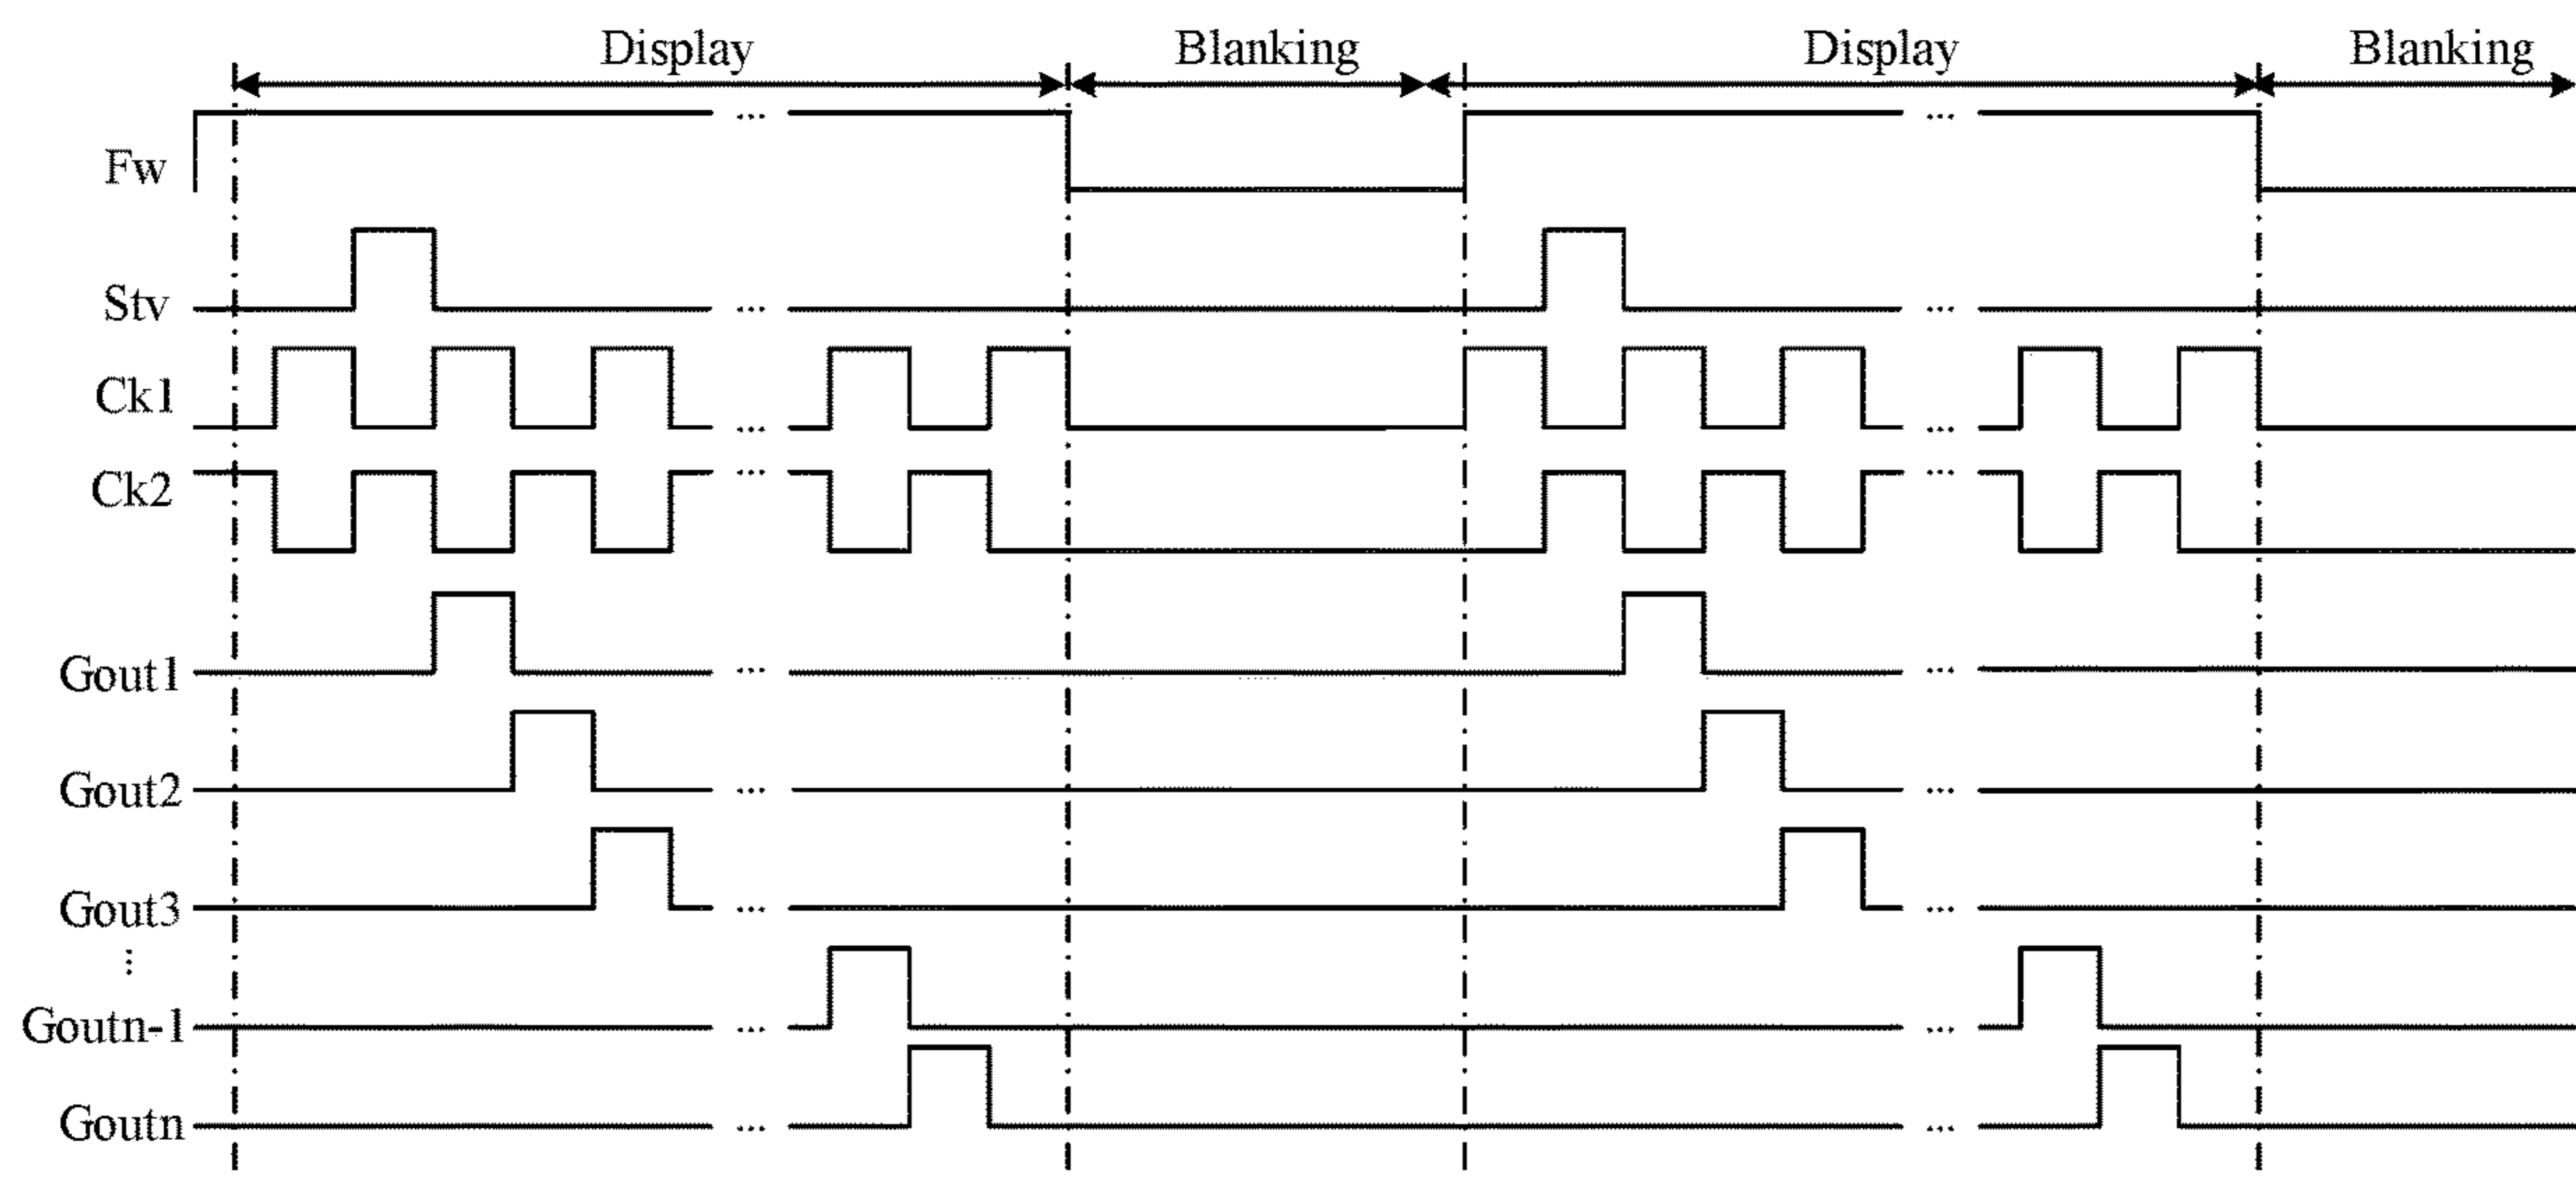 Display Blanking Display Blanking
Fw ... ...
Stv ... ...
Ck1 ... ...
Ck2 ... ...
Gout1 ... ...
Gout2 ... ...
Gout3 ... ...
⋮
Goutn-1 ... ...
Goutn ... ...